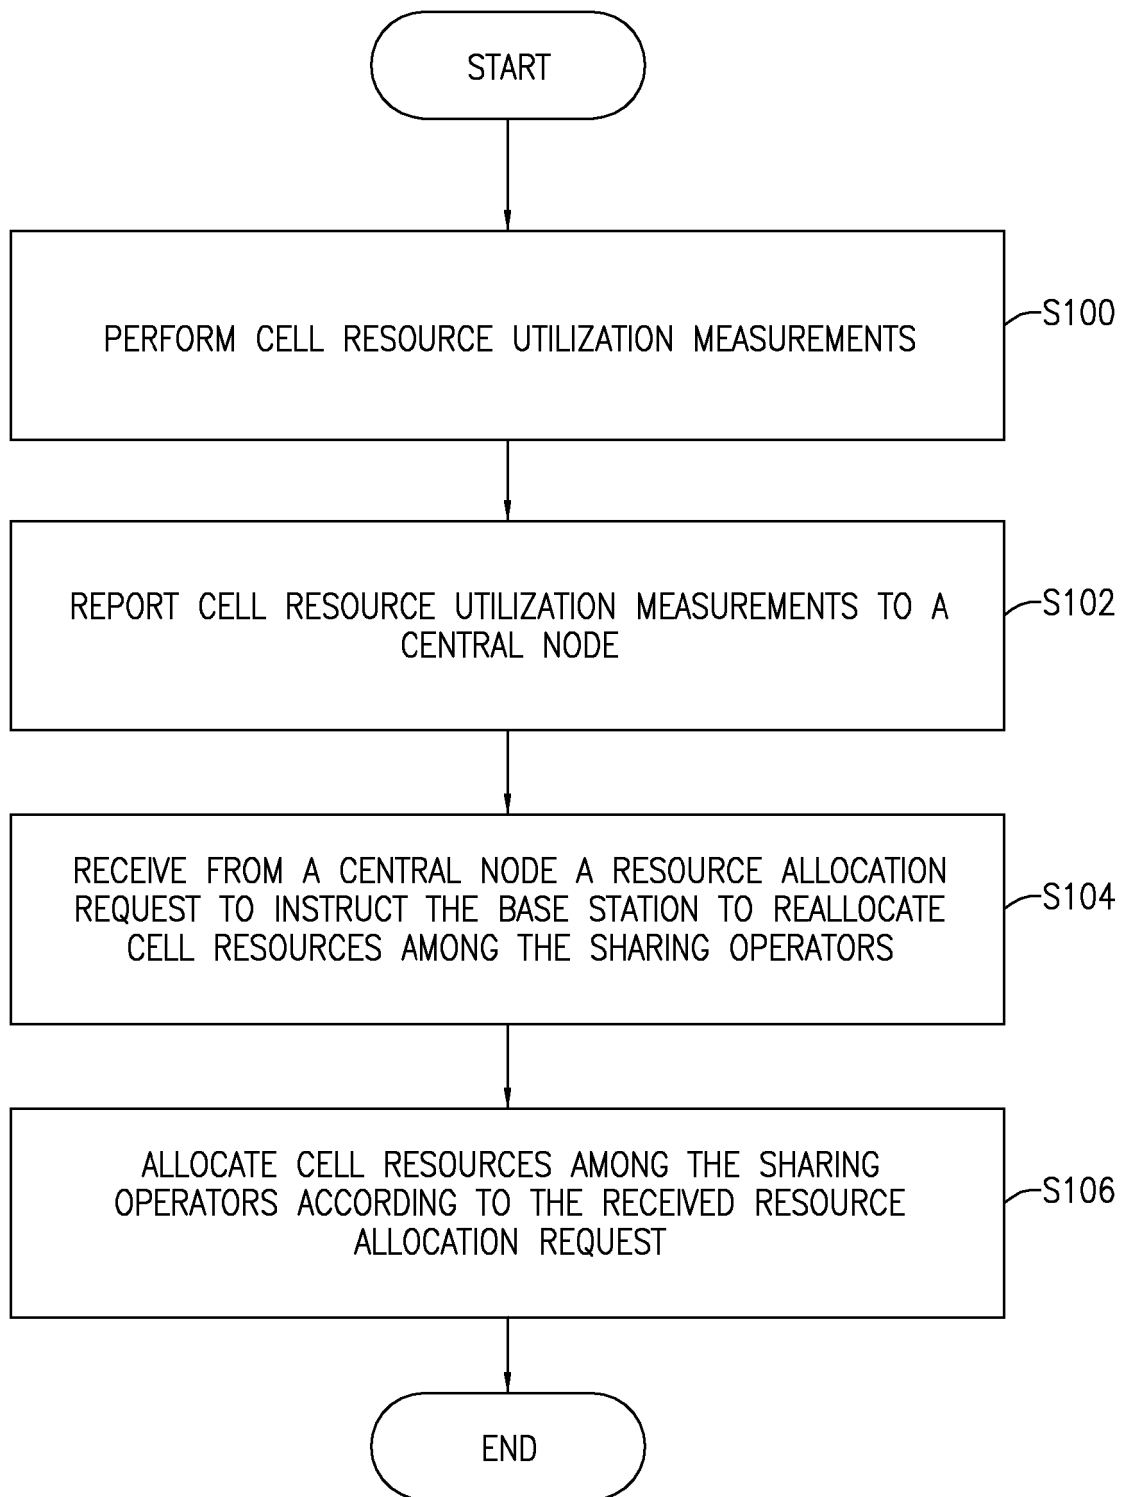 START
PERFORM CELL RESOURCE UTILIZATION MEASUREMENTS
S100
REPORT CELL RESOURCE UTILIZATION MEASUREMENTS TO A
CENTRAL NODE
S102
RECEIVE FROM A CENTRAL NODE A RESOURCE ALLOCATION
REQUEST TO INSTRUCT THE BASE STATION TO REALLOCATE
CELL RESOURCES AMONG THE SHARING OPERATORS
S104
ALLOCATE CELL RESOURCES AMONG THE SHARING
OPERATORS ACCORDING TO THE RECEIVED RESOURCE
ALLOCATION REQUEST
S106
END